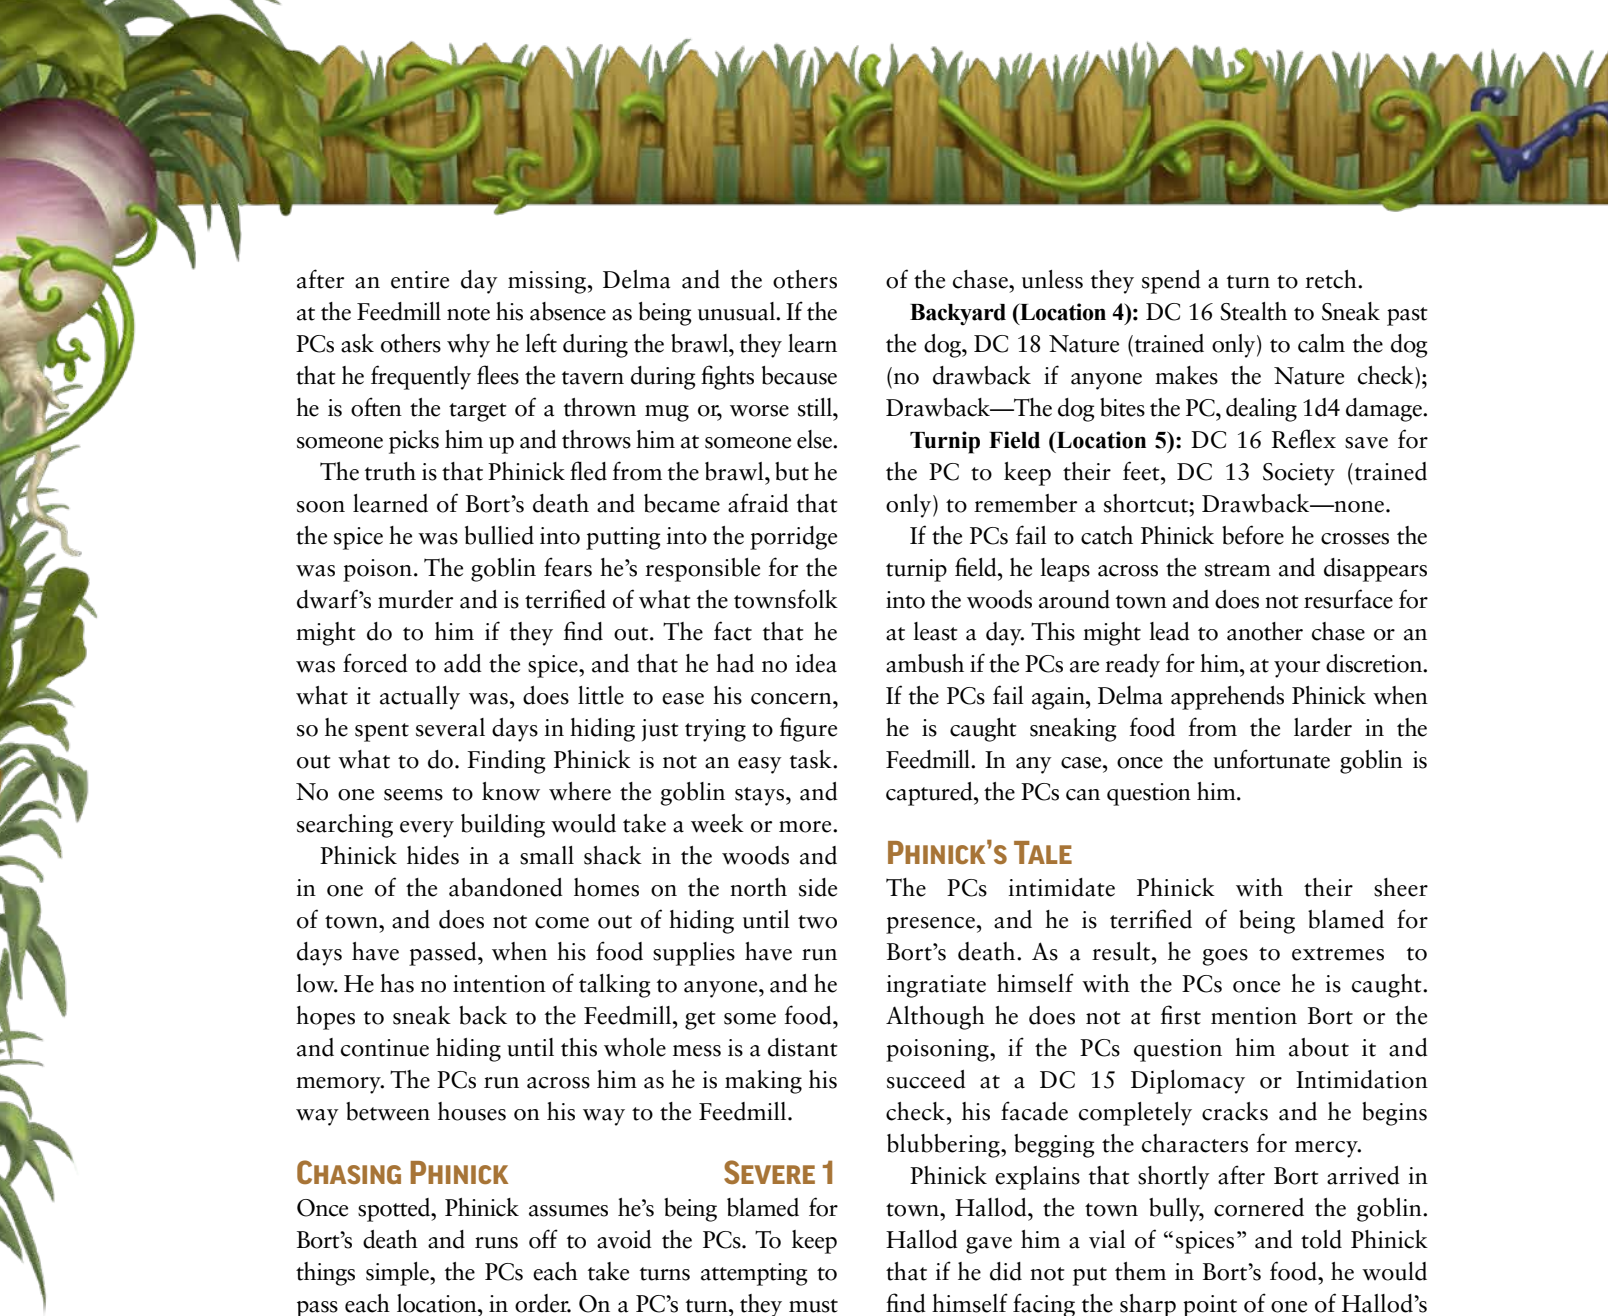 after an entire day missing, Delma and the others
at the Feedmill note his absence as being unusual. If the
PCs ask others why he left during the brawl, they learn
that he frequently flees the tavern during fights because
he is often the target of a thrown mug or, worse still,
someone picks him up and throws him at someone else.
The truth is that Phinick fled from the brawl, but he
soon learned of Bort’s death and became afraid that
the spice he was bullied into putting into the porridge
was poison. The goblin fears he’s responsible for the
dwarf’s murder and is terrified of what the townsfolk
might do to him if they find out. The fact that he
was forced to add the spice, and that he had no idea
what it actually was, does little to ease his concern,
so he spent several days in hiding just trying to figure
out what to do. Finding Phinick is not an easy task.
No one seems to know where the goblin stays, and
searching every building would take a week or more.
Phinick hides in a small shack in the woods and
in one of the abandoned homes on the north side
of town, and does not come out of hiding until two
days have passed, when his food supplies have run
low. He has no intention of talking to anyone, and he
hopes to sneak back to the Feedmill, get some food,
and continue hiding until this whole mess is a distant
memory. The PCs run across him as he is making his
way between houses on his way to the Feedmill.
CHASING PHINICK SEVERE 1
Once spotted, Phinick assumes he’s being blamed for
Bort’s death and runs off to avoid the PCs. To keep
things simple, the PCs each take turns attempting to
pass each location, in order. On a PC’s turn, they must
of the chase, unless they spend a turn to retch.
Backyard (Location 4): DC 16 Stealth to Sneak past
the dog, DC 18 Nature (trained only) to calm the dog
(no drawback if anyone makes the Nature check);
Drawback—The dog bites the PC, dealing 1d4 damage.
Turnip Field (Location 5): DC 16 Reflex save for
the PC to keep their feet, DC 13 Society (trained
only) to remember a shortcut; Drawback—none.
If the PCs fail to catch Phinick before he crosses the
turnip field, he leaps across the stream and disappears
into the woods around town and does not resurface for
at least a day. This might lead to another chase or an
ambush if the PCs are ready for him, at your discretion.
If the PCs fail again, Delma apprehends Phinick when
he is caught sneaking food from the larder in the
Feedmill. In any case, once the unfortunate goblin is
captured, the PCs can question him.
PHINICK’S TALE
The PCs intimidate Phinick with their sheer
presence, and he is terrified of being blamed for
Bort’s death. As a result, he goes to extremes to
ingratiate himself with the PCs once he is caught.
Although he does not at first mention Bort or the
poisoning, if the PCs question him about it and
succeed at a DC 15 Diplomacy or Intimidation
check, his facade completely cracks and he begins
blubbering, begging the characters for mercy.
Phinick explains that shortly after Bort arrived in
town, Hallod, the town bully, cornered the goblin.
Hallod gave him a vial of “spices” and told Phinick
that if he did not put them in Bort’s food, he would
find himself facing the sharp point of one of Hallod’s